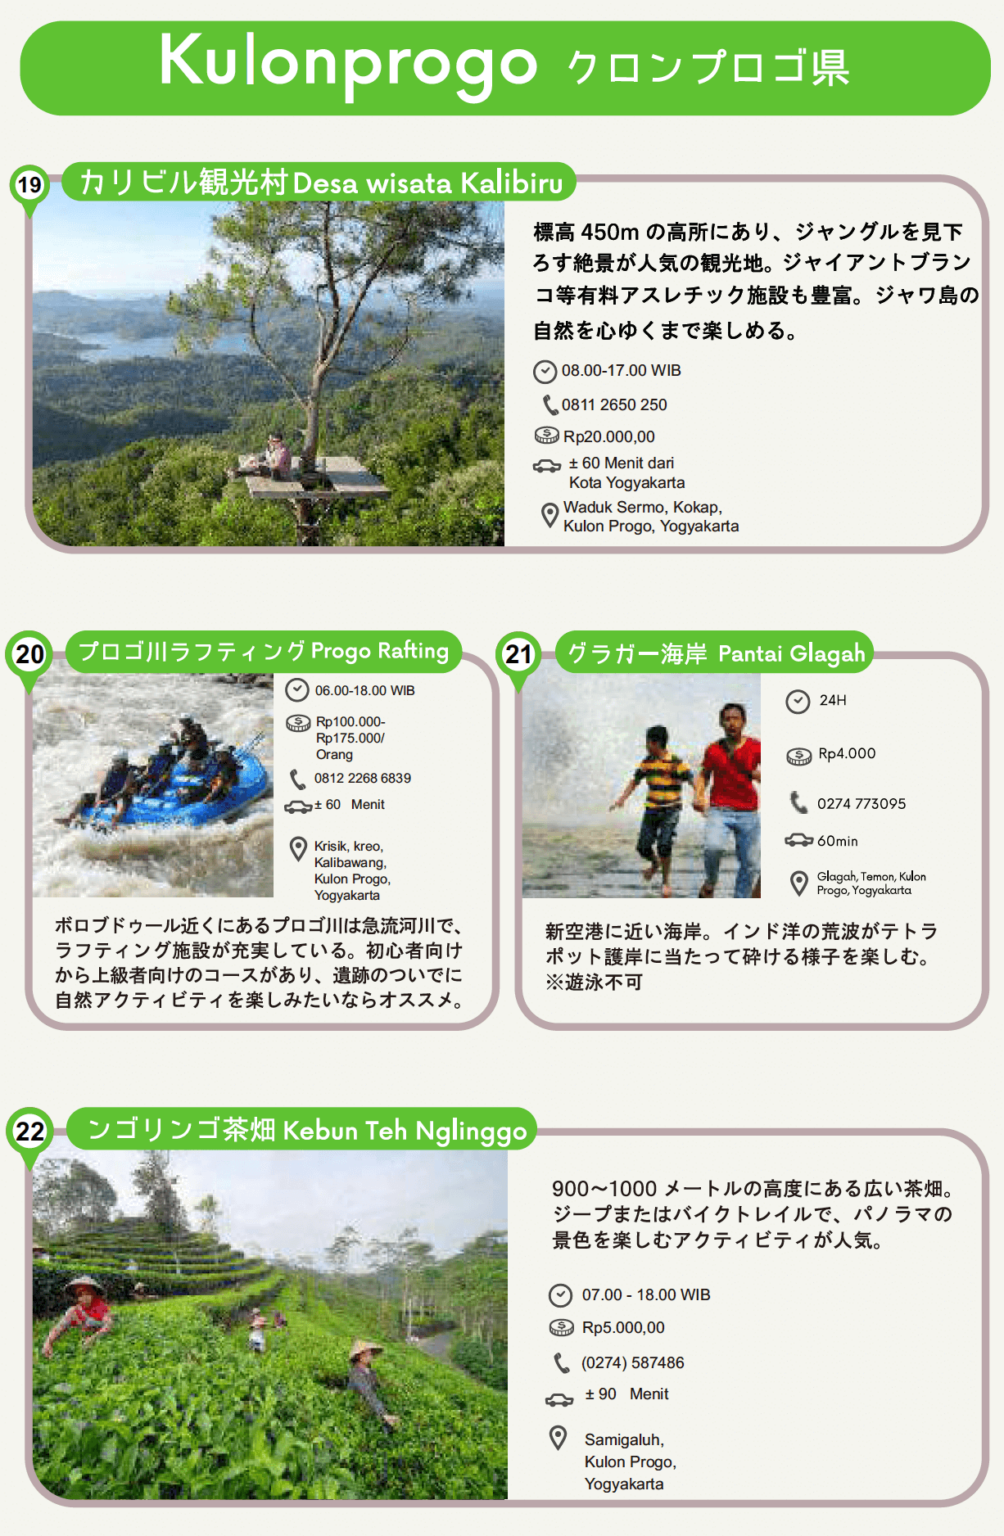 Kulonprogo クロンプロゴ県
19
カリビル観光村 Desa wisata Kalibiru
標高 450m の高所にあり、ジャングルを見下
ろす絶景が人気の観光地。ジャイアントブラン
コ等有料アスレチック施設も豊富。ジャワ島の
自然を心ゆくまで楽しめる。
08.00-17.00 WIB
0811 2650 250
Rp20.000,00
± 60 Menit dari
Kota Yogyakarta
Waduk Sermo, Kokap,
Kulon Progo, Yogyakarta
20
プロゴ川ラフティング Progo Rafting
06.00-18.00 WIB
Rp100.000-
Rp175.000/
Orang
0812 2268 6839
± 60 Menit
Krisik, kreo,
Kalibawang,
Kulon Progo,
Yogyakarta
ボロブドゥール近くにあるプロゴ川は急流河川で、
ラフティング施設が充実している。初心者向け
から上級者向けのコースがあり、遺跡のついでに
自然アクティビティを楽しみたいならオススメ。
21
グラガー海岸 Pantai Glagah
24H
Rp4.000
0274 773095
60min
Glagah, Temon, Kulon
Progo, Yogyakarta
新空港に近い海岸。インド洋の荒波がテトラ
ポット護岸に当たって砕ける様子を楽しむ。
※遊泳不可
22
ンゴリンゴ茶畑 Kebun Teh Nglinggo
900〜1000 メートルの高度にある広い茶畑。
ジープまたはバイクトレイルで、パノラマの
景色を楽しむアクティビティが人気。
07.00 - 18.00 WIB
Rp5.000,00
(0274) 587486
± 90 Menit
Samigaluh,
Kulon Progo,
Yogyakarta